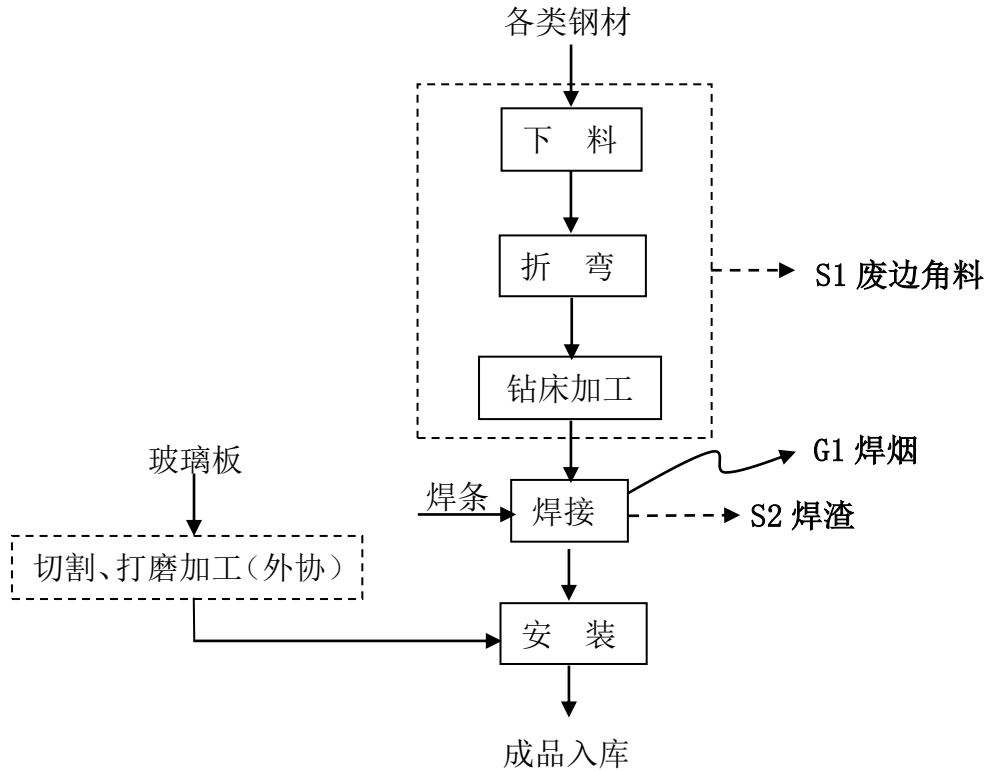 各类钢材
下 料
折 弯
S1 废边角料
钻床加工
G1 焊烟
玻璃板
焊条
焊接
S2 焊渣
切割、打磨加工（外协）
安 装
成品入库